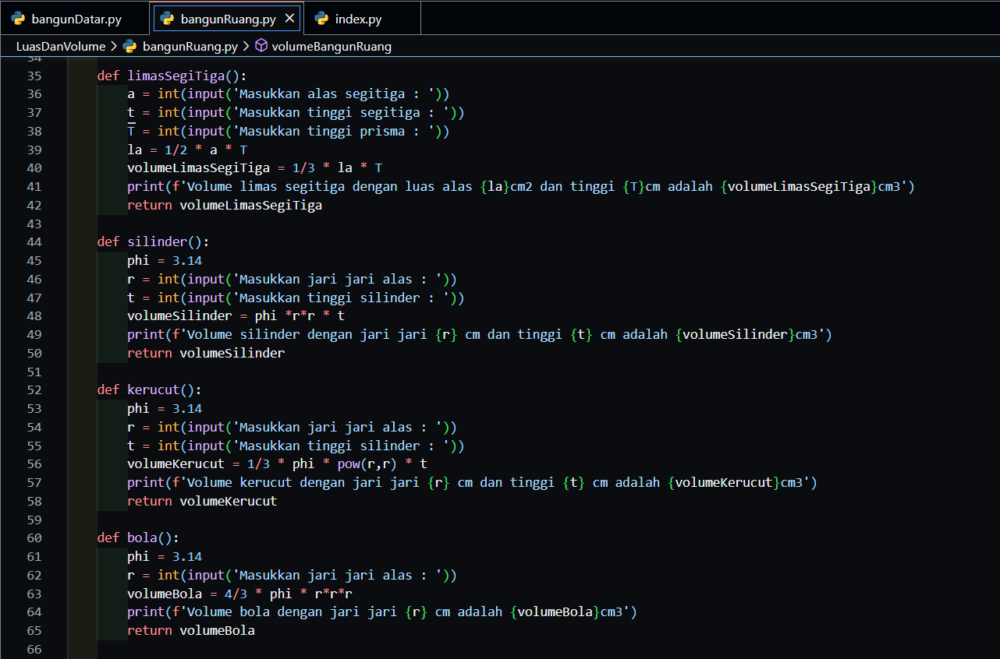 bangunDatar.py bangunRuang.py × index.py
LuasDanVolume > bangunRuang.py > volumeBangunRuang
34
35 def limasSegiTiga():
36 a = int(input('Masukkan alas segitiga : '))
37 t = int(input('Masukkan tinggi segitiga : '))
38 T = int(input('Masukkan tinggi prisma : '))
39 la = 1/2 * a * T
40 volumeLimasSegiTiga = 1/3 * la * T
41 print(f'Volume limas segitiga dengan luas alas {la}cm2 dan tinggi {T}cm adalah {volumeLimasSegiTiga}cm3')
42 return volumeLimasSegiTiga
43
44 def silinder():
45 phi = 3.14
46 r = int(input('Masukkan jari jari alas : '))
47 t = int(input('Masukkan tinggi silinder : '))
48 volumeSilinder = phi *r*r * t
49 print(f'Volume silinder dengan jari jari {r} cm dan tinggi {t} cm adalah {volumeSilinder}cm3')
50 return volumeSilinder
51
52 def kerucut():
53 phi = 3.14
54 r = int(input('Masukkan jari jari alas : '))
55 t = int(input('Masukkan tinggi silinder : '))
56 volumeKerucut = 1/3 * phi * pow(r,r) * t
57 print(f'Volume kerucut dengan jari jari {r} cm dan tinggi {t} cm adalah {volumeKerucut}cm3')
58 return volumeKerucut
59
60 def bola():
61 phi = 3.14
62 r = int(input('Masukkan jari jari alas : '))
63 volumeBola = 4/3 * phi * r*r*r
64 print(f'Volume bola dengan jari jari {r} cm adalah {volumeBola}cm3')
65 return volumeBola
66